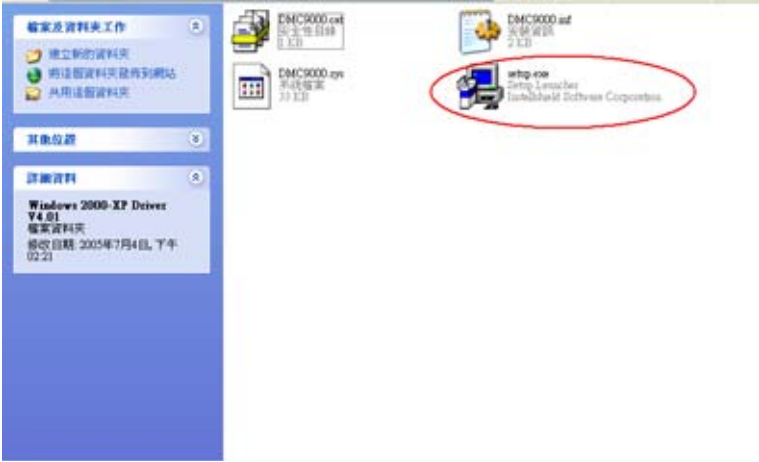 檔案及資料夾工作
建立新的資料夾
將這個資料夾發佈到網站
共用這個資料夾
其他位置
詳細資料
Windows 2000-XP Driver
V4.01
檔案資料夾
修改日期: 2005年7月4日, 下午
02:21
DMC9000.cat
安全性目錄
DMC9000.inf
安裝資訊
2 KB
DMC9000.sys
系統檔案
33 KB
setup.exe
Setup Launcher
InstallShield Software Corporation